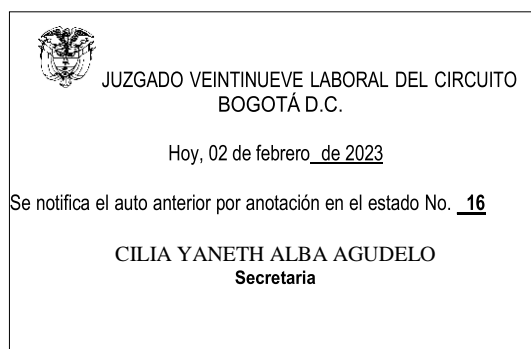 JUZGADO VEINTINUEVE LABORAL DEL CIRCUITO
BOGOTÁ D.C.
Hoy, 02 de febrero de 2023
Se notifica el auto anterior por anotación en el estado No. 16
CILIA YANETH ALBA AGUDELO
Secretaria